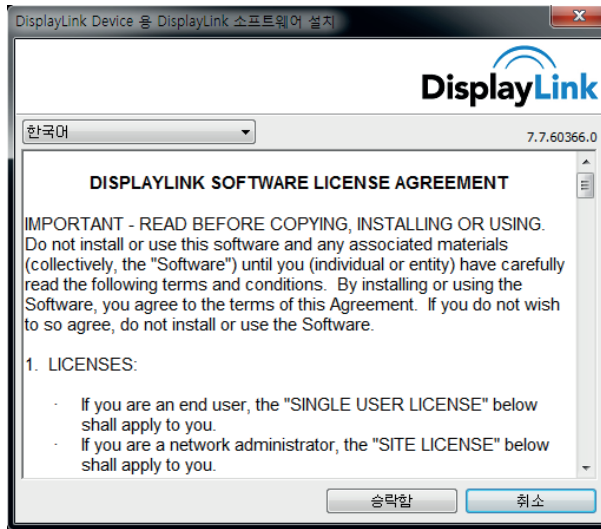 DisplayLink Device 용 DisplayLink 소프트웨어 설치
DisplayLink
한국어
7.7.60366.0
DISPLAYLINK SOFTWARE LICENSE AGREEMENT
IMPORTANT - READ BEFORE COPYING, INSTALLING OR USING.
Do not install or use this software and any associated materials
(collectively, the "Software") until you (individual or entity) have carefully
read the following terms and conditions.  By installing or using the
Software, you agree to the terms of this Agreement.  If you do not wish
to so agree, do not install or use the Software.
1.  LICENSES:
·     If you are an end user, the "SINGLE USER LICENSE" below
shall apply to you.
·     If you are a network administrator, the "SITE LICENSE" below
shall apply to you.
승락함
취소